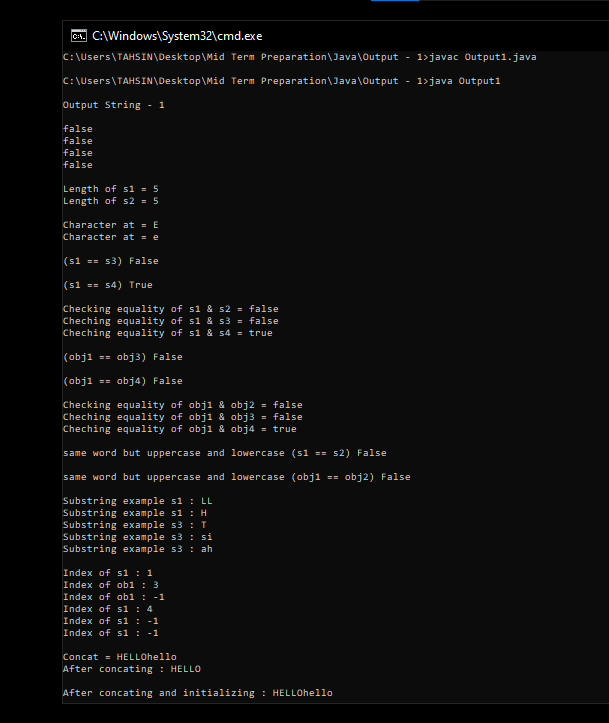 C:\Windows\System32\cmd.exe
C:\Users\TAHSIN\Desktop\Mid Term Preparation\Java\Output - 1>javac Output1.java
C:\Users\TAHSIN\Desktop\Mid Term Preparation\Java\Output - 1>java Output1
Output String - 1
false
false
false
false
Length of s1 = 5
Length of s2 = 5
Character at = E
Character at = e
(s1 == s3) False
(s1 == s4) True
Checking equality of s1 & s2 = false
Cheching equality of s1 & s3 = false
Cheching equality of s1 & s4 = true
(obj1 == obj3) False
(obj1 == obj4) False
Checking equality of obj1 & obj2 = false
Cheching equality of obj1 & obj3 = false
Cheching equality of obj1 & obj4 = true
same word but uppercase and lowercase (s1 == s2) False
same word but uppercase and lowercase (obj1 == obj2) False
Substring example s1 : LL
Substring example s1 : H
Substring example s3 : T
Substring example s3 : si
Substring example s3 : ah
Index of s1 : 1
Index of ob1 : 3
Index of ob1 : -1
Index of s1 : 4
Index of s1 : -1
Index of s1 : -1
Concat = HELLOhello
After concating : HELLO
After concating and initializing : HELLOhello